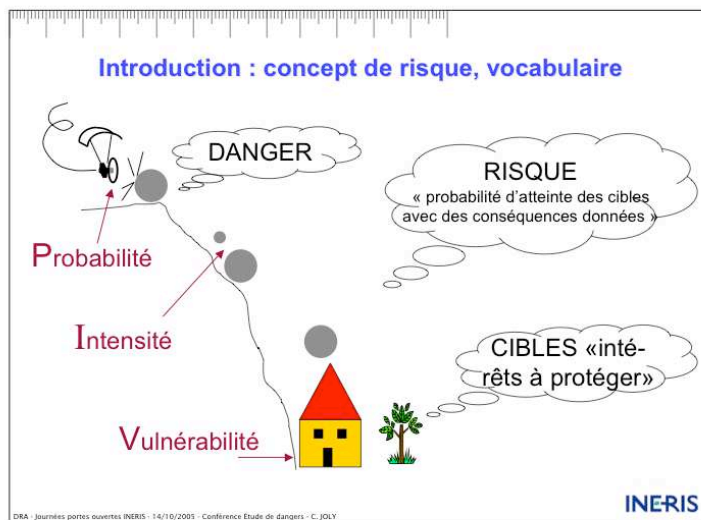 Introduction : concept de risque, vocabulaire
DANGER
RISQUE
« probabilité d'atteinte des cibles
avec des conséquences données »
Probabilité
Intensité
CIBLES «inté-
rêts à protéger»
Vulnérabilité
INERIS
DRA - Journées portes ouvertes INERIS - 14/10/2005 - Conférence Étude de dangers - C. JOLY